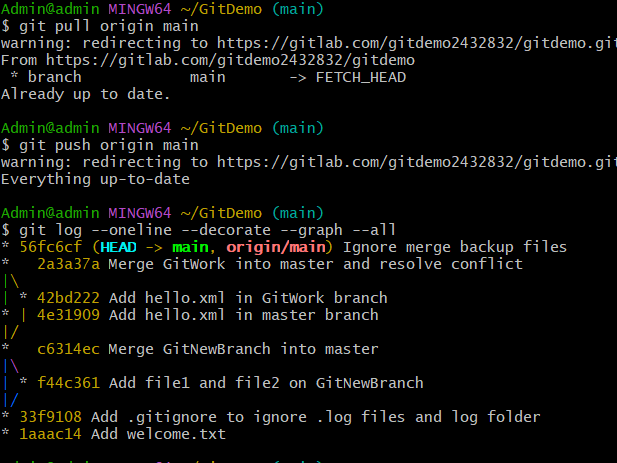 Admin@admin MINGW64 ~/GitDemo (main)
$ git pull origin main
warning: redirecting to https://gitlab.com/gitdemo2432832/gitdemo.git
From https://gitlab.com/gitdemo2432832/gitdemo
 * branch            main       -> FETCH_HEAD
Already up to date.

Admin@admin MINGW64 ~/GitDemo (main)
$ git push origin main
warning: redirecting to https://gitlab.com/gitdemo2432832/gitdemo.git
Everything up-to-date

Admin@admin MINGW64 ~/GitDemo (main)
$ git log --oneline --decorate --graph --all
* 56fc6cf (HEAD -> main, origin/main) Ignore merge backup files
*   2a3a37a Merge GitWork into master and resolve conflict
|\
| * 42bd222 Add hello.xml in GitWork branch
* | 4e31909 Add hello.xml in master branch
|/
*   c6314ec Merge GitNewBranch into master
|\
| * f44c361 Add file1 and file2 on GitNewBranch
|/
* 33f9108 Add .gitignore to ignore .log files and log folder
* 1aaac14 Add welcome.txt